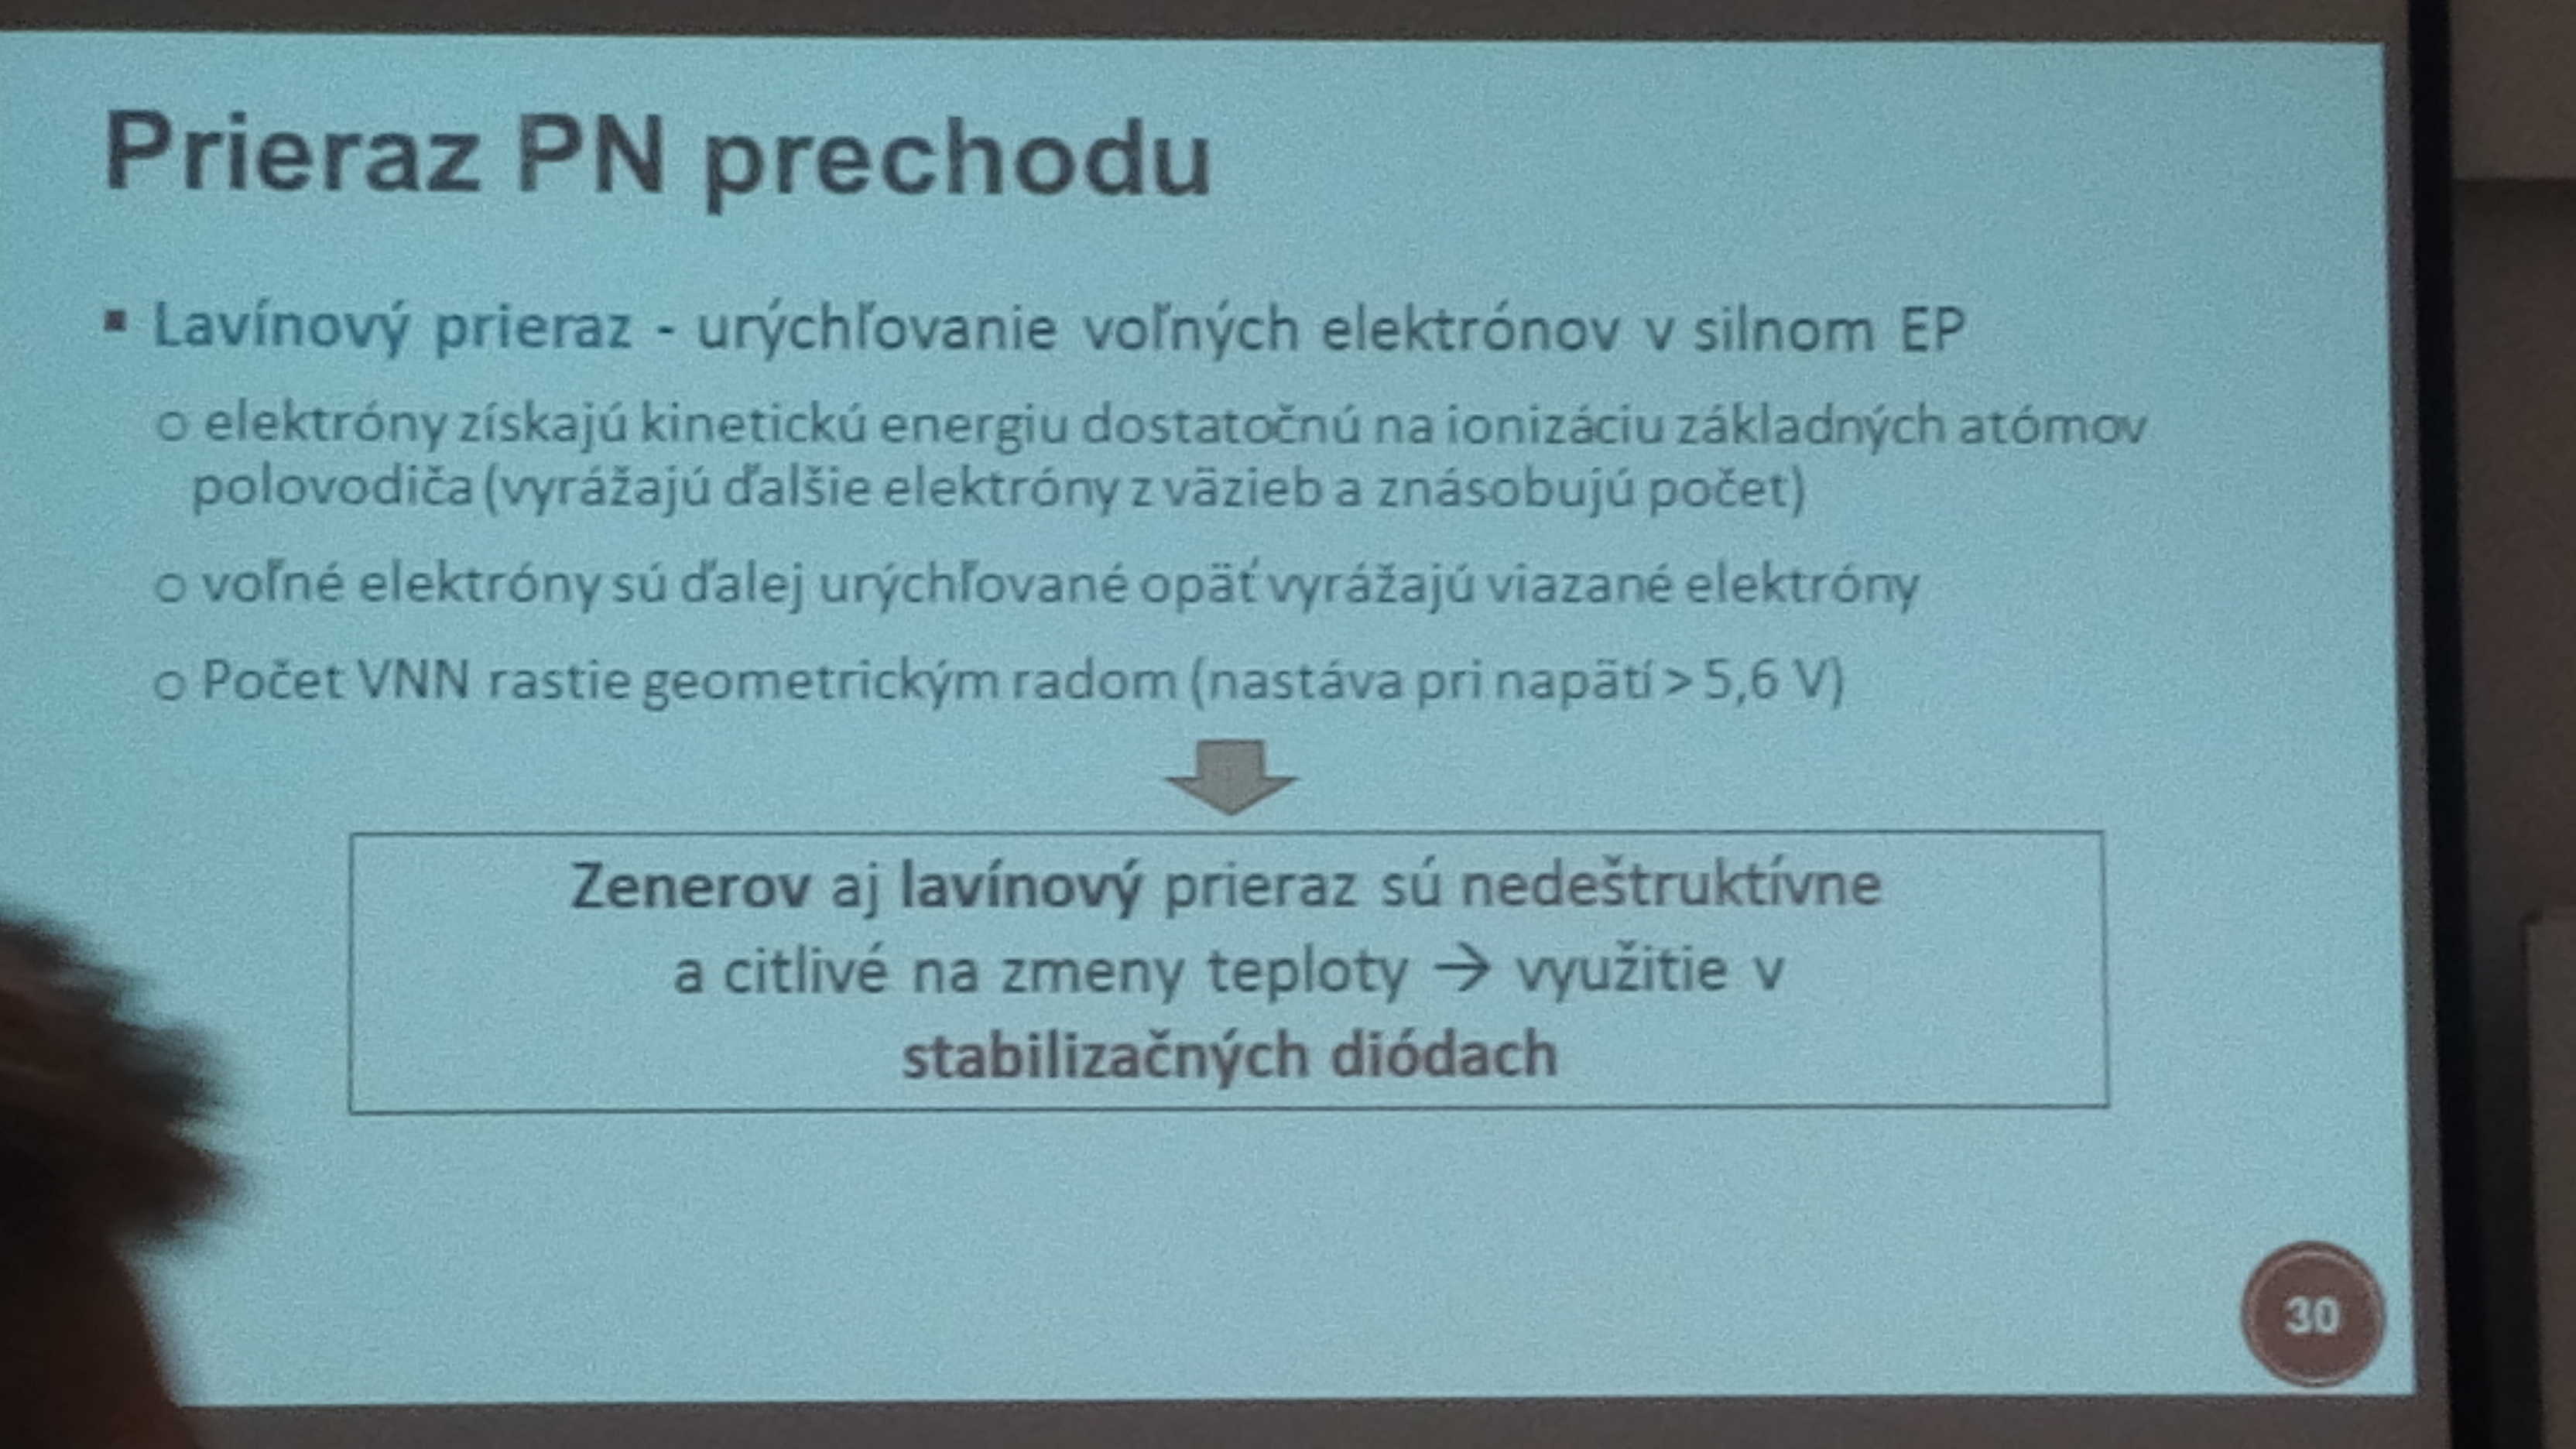 Prieraz PN prechodu
▪ Lavínový prieraz - urýchľovanie voľných elektrónov v silnom EP
o elektróny získajú kinetickú energiu dostatočnú na ionizáciu základných atómov
polovodiča (vyrážajú ďalšie elektróny z väzieb a znásobujú počet)
o voľné elektróny sú ďalej urýchľované opäť vyrážajú viazané elektróny
o Počet VNN rastie geometrickým radom (nastáva pri napätí > 5,6 V)
Zenerov aj lavínový prieraz sú nedeštruktívne
a citlivé na zmeny teploty → využitie v
stabilizačných diódach
30